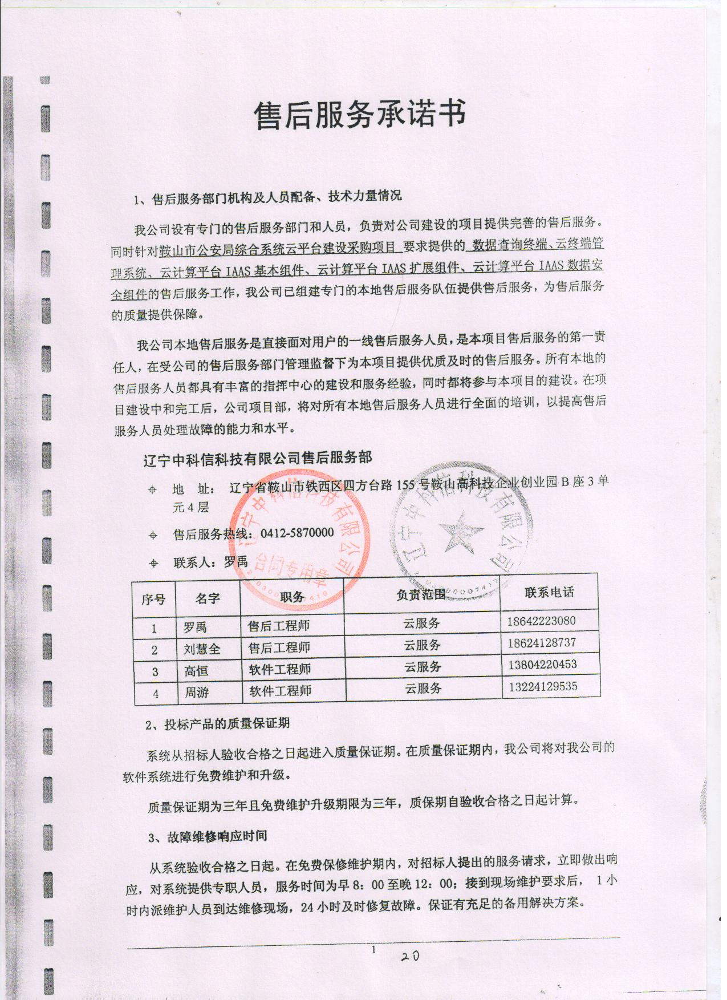 售后服务承诺书
1、售后服务部门机构及人员配备、技术力量情况
我公司设有专门的售后服务部门和人员，负责对公司建设的项目提供完善的售后服务。
同时针对鞍山市公安局综合系统云平台建设采购项目 要求提供的 数据查询终端、云终端管
理系统、云计算平台 IAAS 基本组件、云计算平台 IAAS 扩展组件、云计算平台 IAAS 数据安
全组件的售后服务工作，我公司已组建专门的本地售后服务队伍提供售后服务，为售后服务
的质量提供保障。
我公司本地售后服务是直接面对用户的一线售后服务人员，是本项目售后服务的第一责
任人，在受公司的售后服务部门管理监督下为本项目提供优质及时的售后服务。所有本地的
售后服务人员都具有丰富的指挥中心的建设和服务经验，同时都将参与本项目的建设。在项
目建设中和完工后，公司项目部，将对所有本地售后服务人员进行全面的培训，以提高售后
服务人员处理故障的能力和水平。
辽宁中科信科技有限公司售后服务部
地 址： 辽宁省鞍山市铁西区四方台路 155 号鞍山高科技企业创业园 B 座 3 单
元 4 层
售后服务热线：0412-5870000
联系人：罗禹
辽宁中科信科技有限公司
合同专用章
辽宁中科信科技有限公司
序号 名字 职务 负责范围 联系电话
1 罗禹 售后工程师 云服务 18642223080
2 刘慧全 售后工程师 云服务 18624128737
3 高恒 软件工程师 云服务 13804220453
4 周游 软件工程师 云服务 13224129535
2、投标产品的质量保证期
系统从招标人验收合格之日起进入质量保证期。在质量保证期内，我公司将对我公司的
软件系统进行免费维护和升级。
质量保证期为三年且免费维护升级期限为三年，质保期自验收合格之日起计算。
3、故障维修响应时间
从系统验收合格之日起。在免费保修维护期内，对招标人提出的服务请求，立即做出响
应，对系统提供专职人员，服务时间为早 8：00 至晚 12：00；接到现场维护要求后， 1 小
时内派维护人员到达维修现场，24 小时及时修复故障。保证有充足的备用解决方案。
1
20